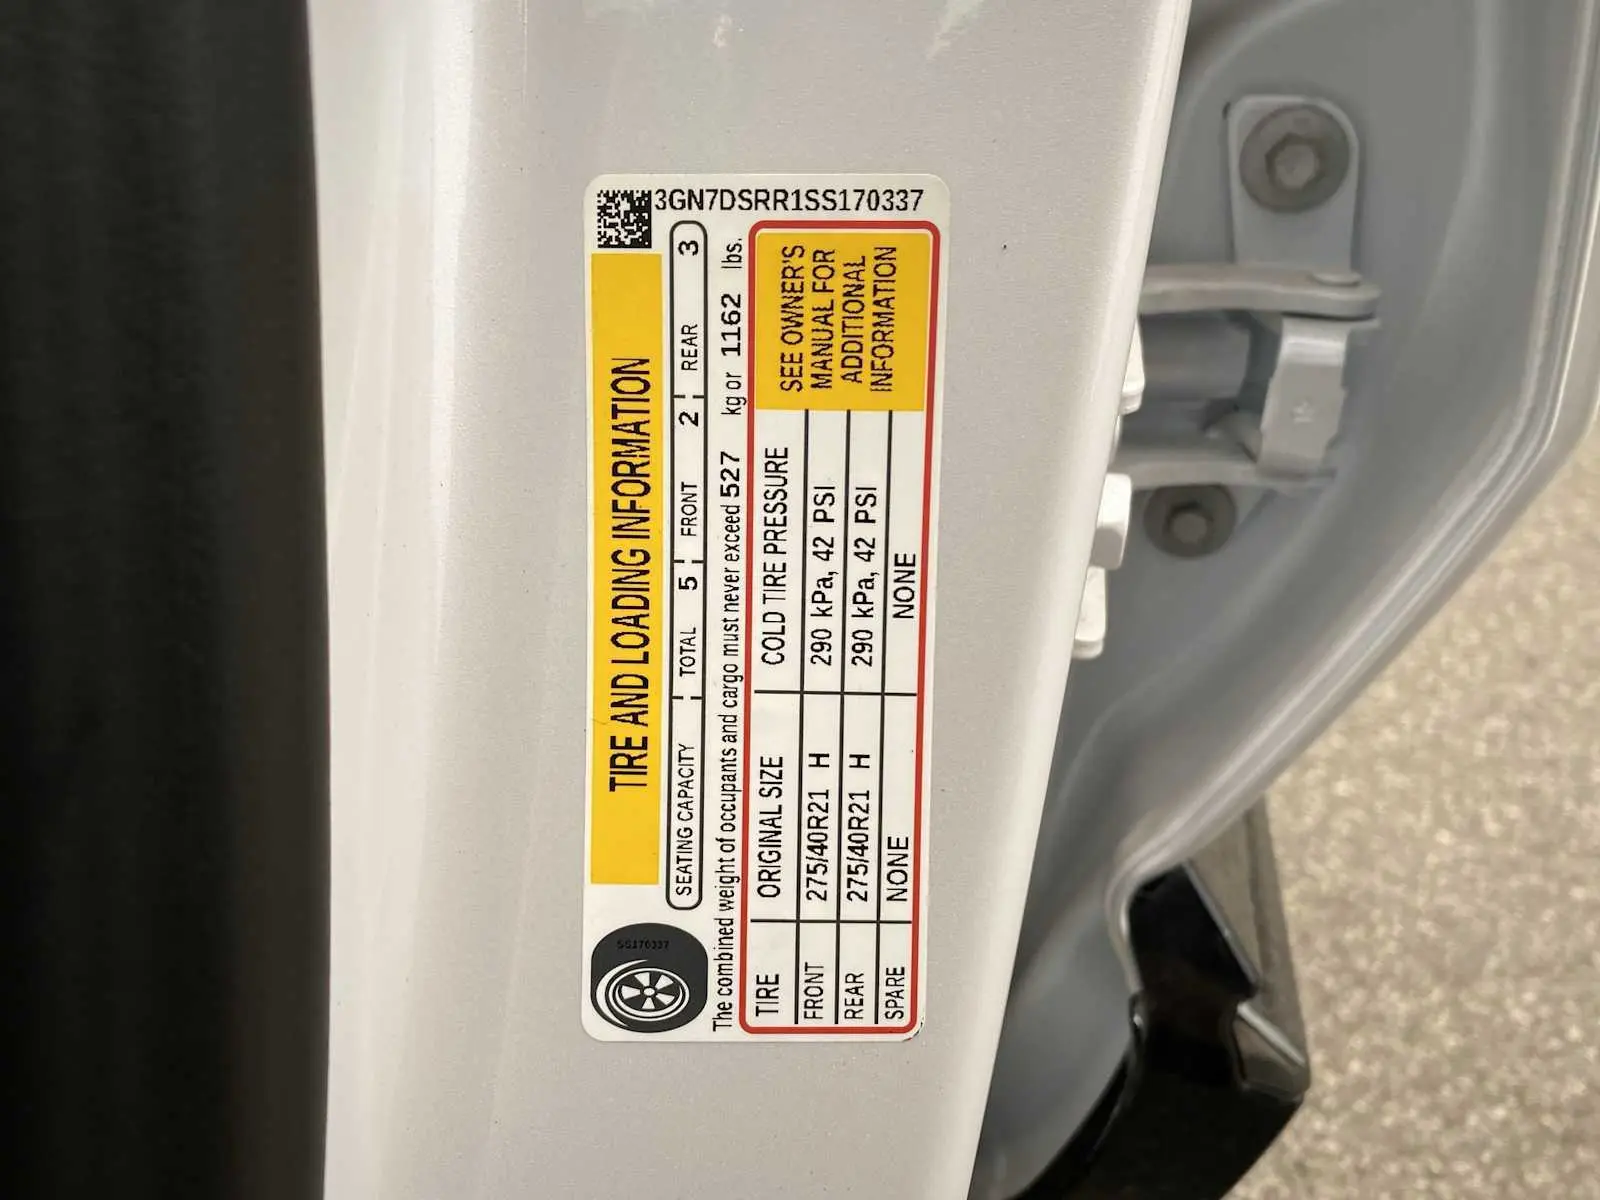 3GN7DSRR1SS170337
TIRE AND LOADING INFORMATION
SEATING CAPACITY TOTAL 5 FRONT 2 REAR 3
The combined weight of occupants and cargo must never exceed 527 kg or 1162 lbs.
TIRE ORIGINAL SIZE COLD TIRE PRESSURE
FRONT 275/40R21 H 290 kPa, 42 PSI
REAR 275/40R21 H 290 kPa, 42 PSI
SPARE NONE NONE
SEE OWNER'S
MANUAL FOR
ADDITIONAL
INFORMATION
SS170337